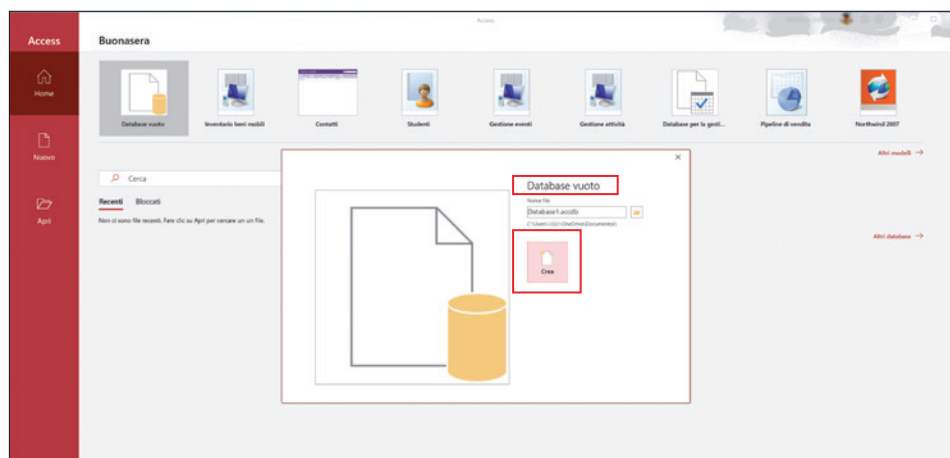 Access
Access
Buonasera
Home
Database vuoto
Inventario beni mobili
Contatti
Studenti
Gestione eventi
Gestione attività
Database per la gesti...
Pipeline di vendita
Northwind 2007
Nuovo
Altri modelli
Cerca
Recenti
Bloccati
Non ci sono file recenti. Fare clic su Apri per cercare un un file.
Apri
Altri database
Database vuoto
Nome file
Database1.accdb
Crea